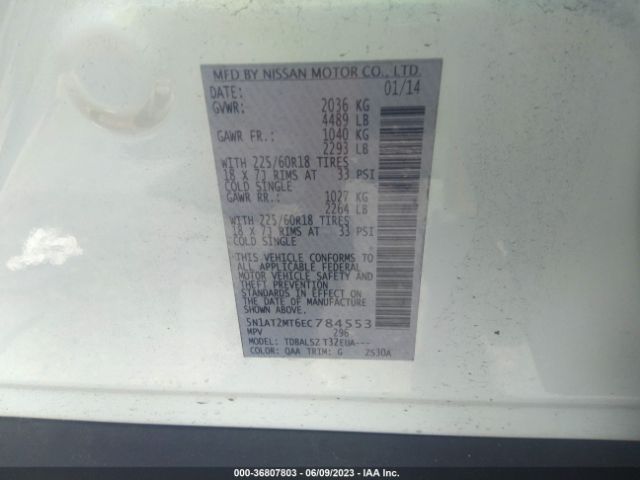 MFD BY NISSAN MOTOR CO., LTD.
DATE: 01/14
GVWR: 2036 KG
4489 LB
GAWR FR.: 1040 KG
2293 LB
WITH 225/60R18 TIRES
18 X 7J RIMS AT 33 PSI
COLD SINGLE
GAWR RR.: 1027 KG
2264 LB
WITH 225/60R18 TIRES
18 X 7J RIMS AT 33 PSI
COLD SINGLE
THIS VEHICLE CONFORMS TO
ALL APPLICABLE FEDERAL
MOTOR VEHICLE SAFETY AND
THEFT PREVENTION
STANDARDS IN EFFECT ON
THE DATE OF MANUFACTURE
SHOWN ABOVE.
5N1AT2MT6EC784553
MPV 296
MODEL: TDBALSZ T32EUA---
COLOR: QAA TRIM: G ZS30A
000-36807803 - 06/09/2023 - IAA Inc.